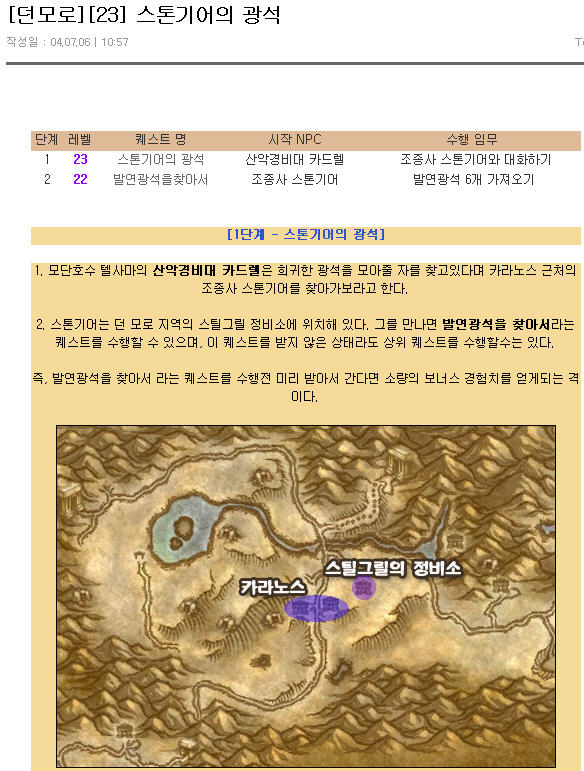 [던모로][23] 스톤기어의 광석
작성일 : 04,07,06 | 10:57
단계 레벨 퀘스트 명 시작 NPC 수행 임무
1 23 스톤기어의 광석 산악경비대 카드렐 조종사 스톤기어와 대화하기
2 22 발연광석을찾아서 조종사 스톤기어 발연광석 6개 가져오기
[1단계 - 스톤기어의 광석]
1. 모단호수 텔사마의 산악경비대 카드렐은 희귀한 광석을 모아줄 자를 찾고있다며 카라노스 근처의
조종사 스톤기어를 찾아가보라고 한다.
2. 스톤기어는 던 모로 지역의 스틸그릴 정비소에 위치해 있다. 그를 만나면 발연광석을 찾아서라는
퀘스트를 수행할 수 있으며, 이 퀘스트를 받지 않은 상태라도 상위 퀘스트를 수행할수는 있다.
즉, 발연광석을 찾아서 라는 퀘스트를 수행전 미리 받아서 간다면 소량의 보너스 경험치를 얻게되는 격
이다.
스틸그릴의 정비소
카라노스